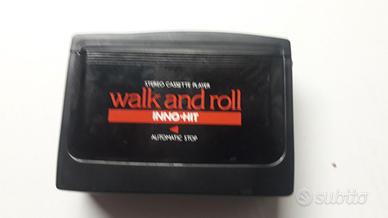 STEREO CASSETTE PLAYER
walk and roll
INNO-HIT
AUTOMATIC STOP
subito